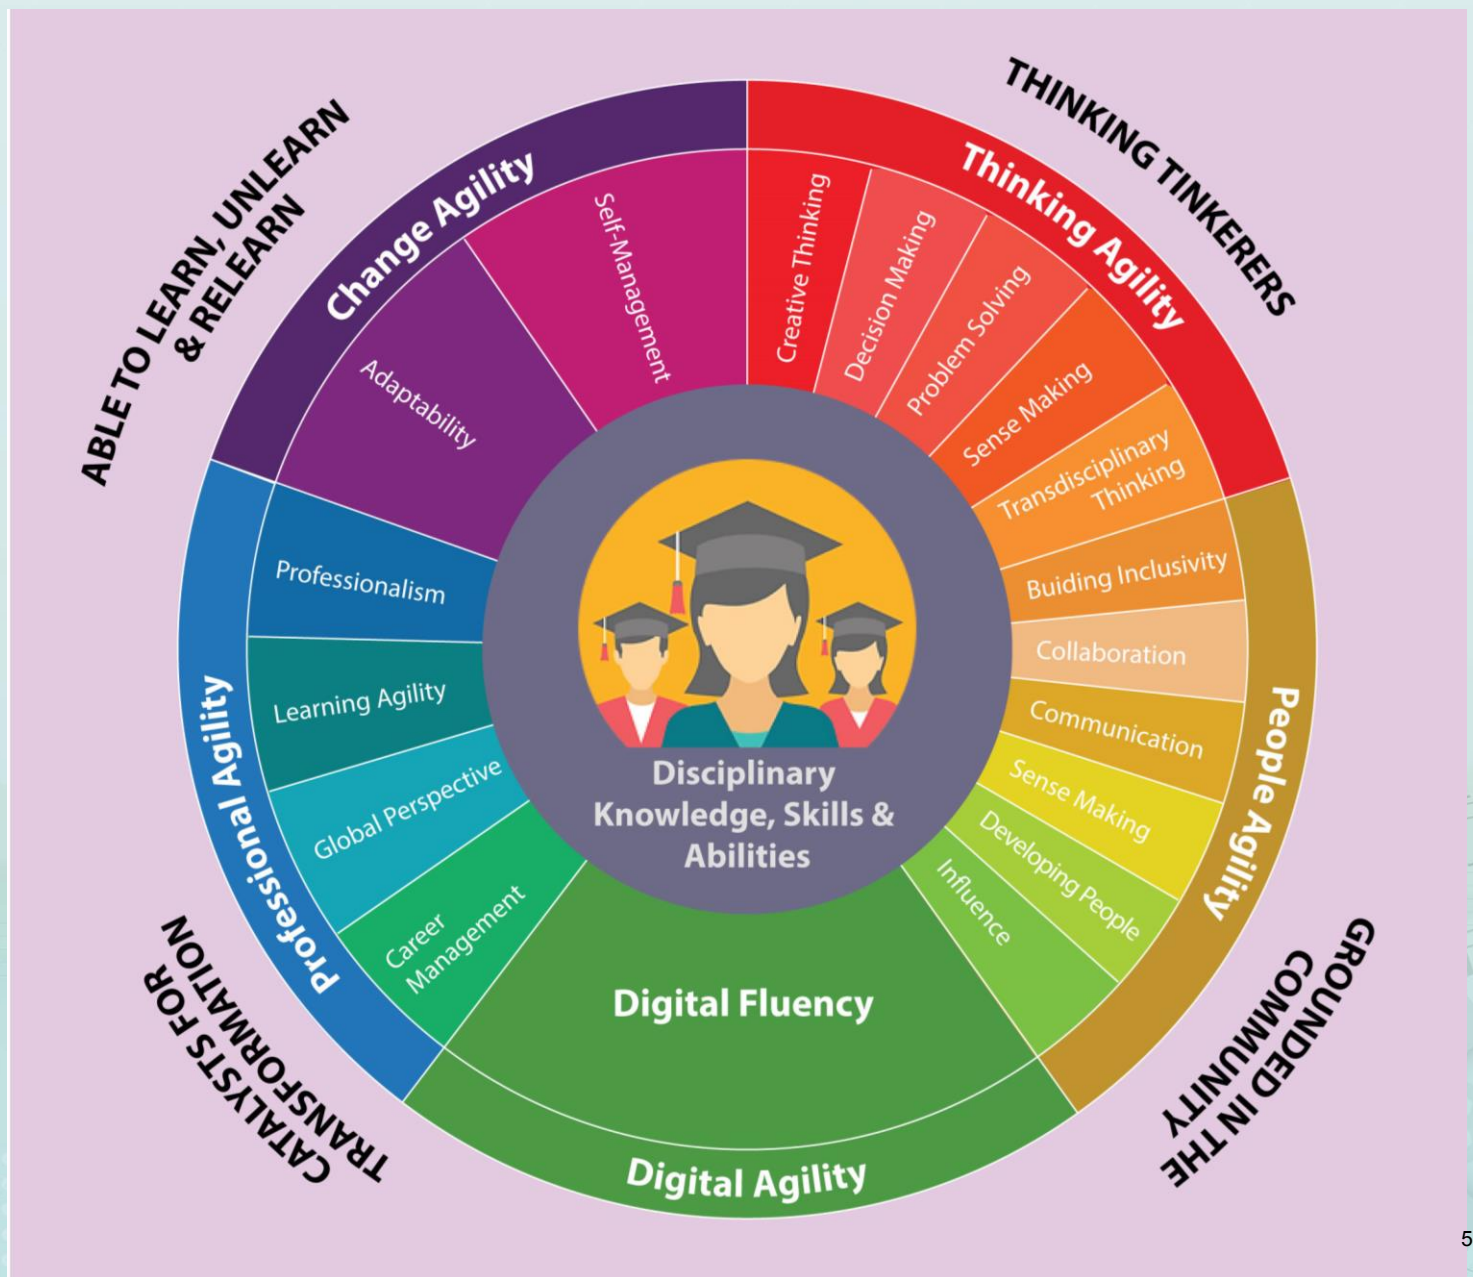 THINKING TINKERERS
Thinking Agility
Creative Thinking
Decision Making
Problem Solving
Sense Making
Transdisciplinary
Thinking
People Agility
Buiding Inclusivity
Collaboration
Communication
Sense Making
Developing People
Influence
GROUNDED IN THE
COMMUNITY
Digital Fluency
Digital Agility
CATALYSTS FOR
TRANSFORMATION
Professional Agility
Career
Management
Global Perspective
Learning Agility
Professionalism
ABLE TO LEARN, UNLEARN
& RELEARN
Change Agility
Adaptability
Self-Management
Disciplinary
Knowledge, Skills &
Abilities
5